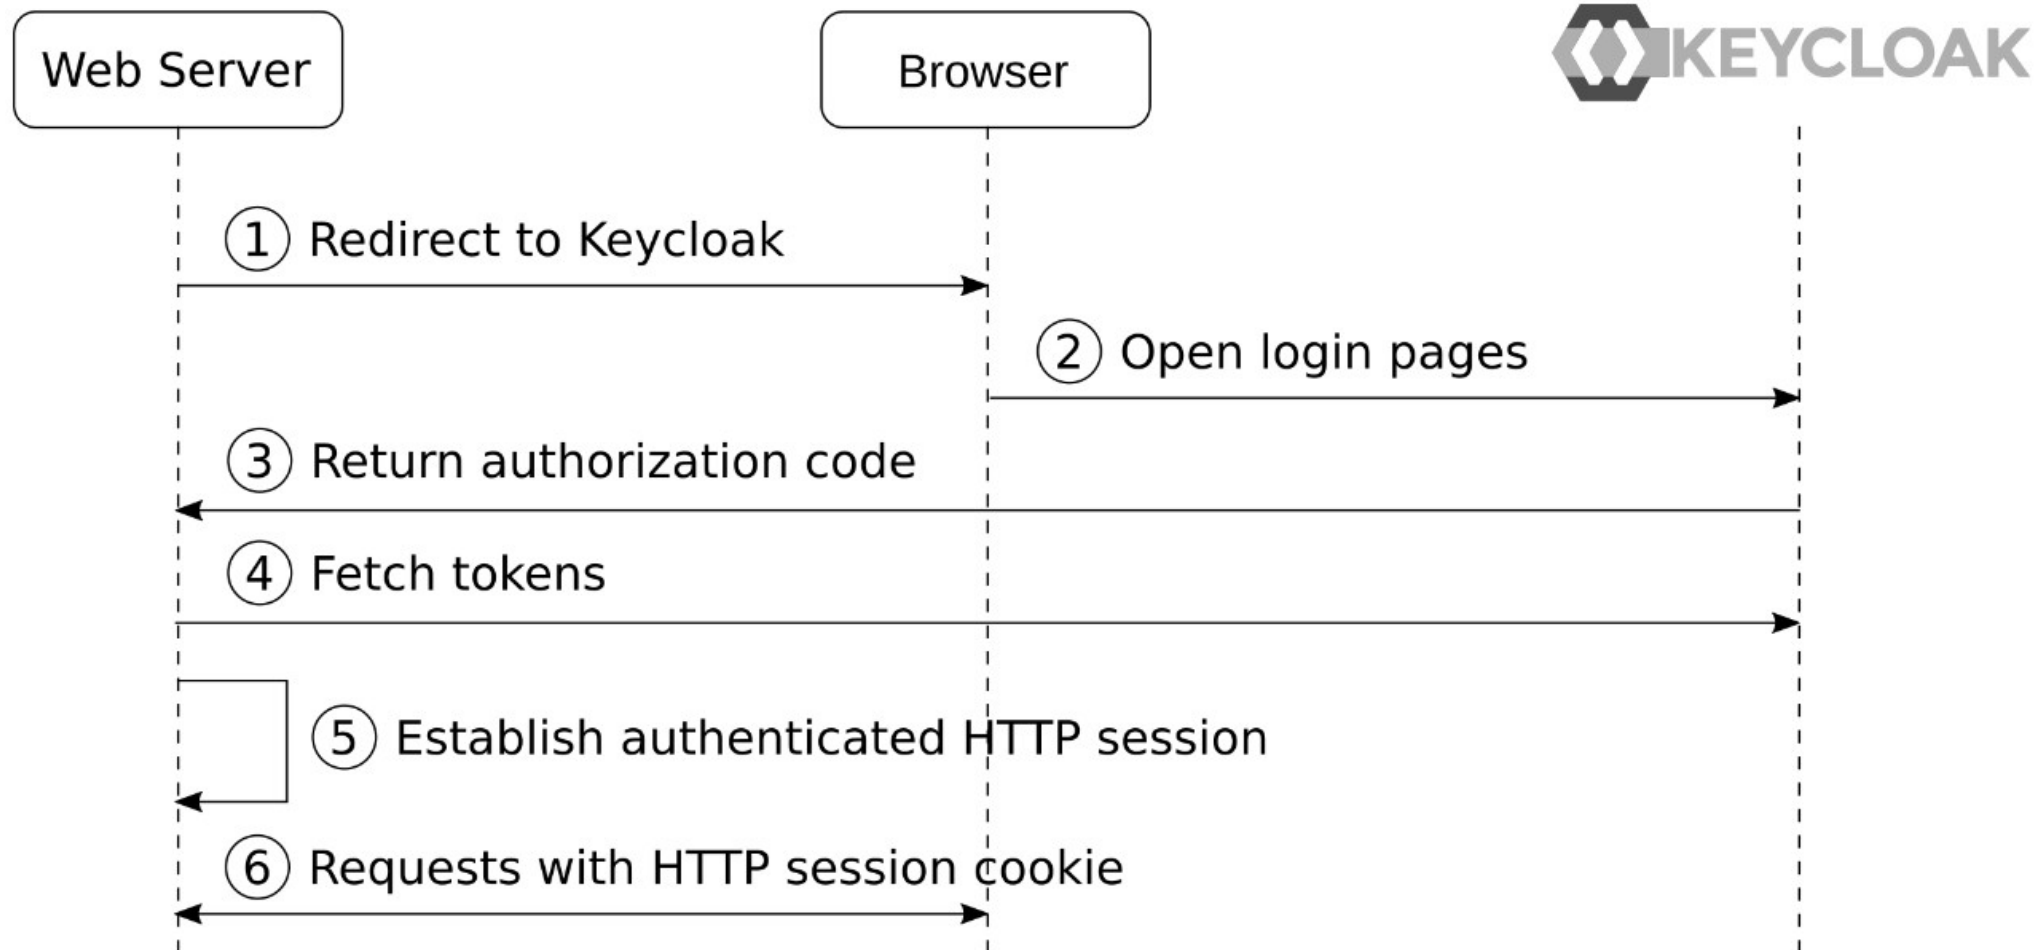 Web Server
Browser
KEYCLOAK
1 Redirect to Keycloak
2 Open login pages
3 Return authorization code
4 Fetch tokens
5 Establish authenticated HTTP session
6 Requests with HTTP session cookie